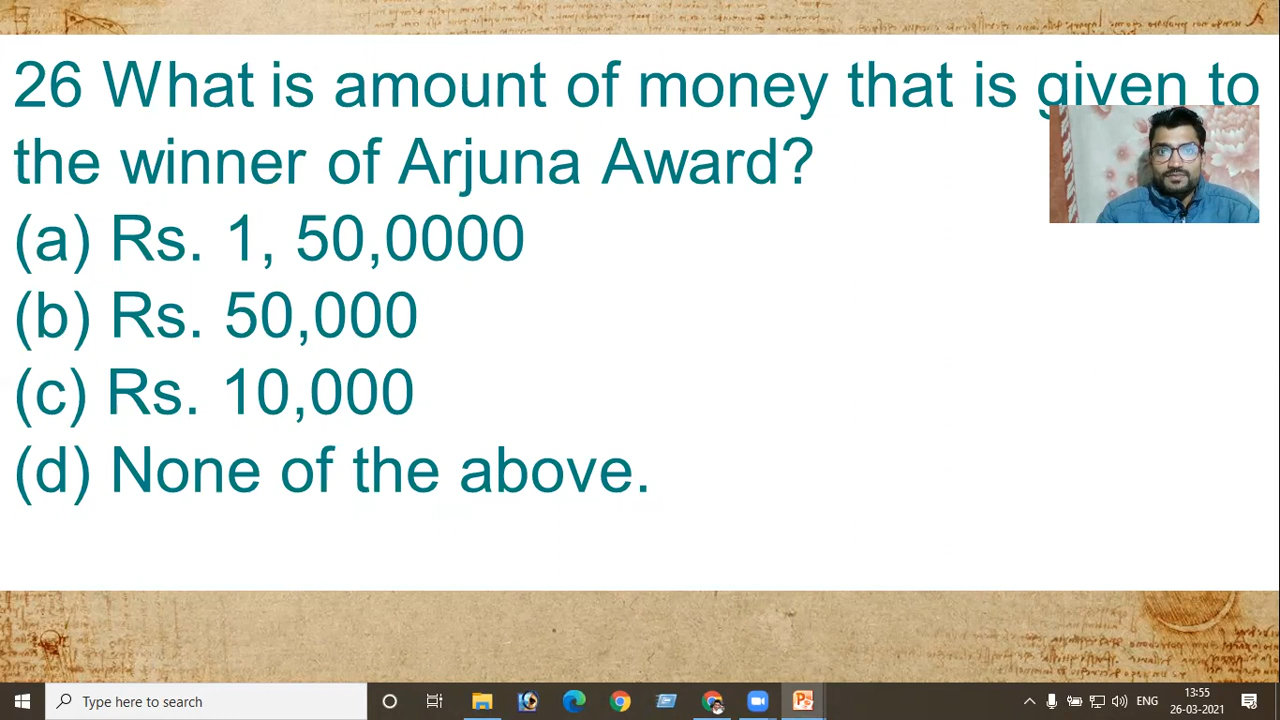 26 What is amount of money that is given to
the winner of Arjuna Award?
(a) Rs. 1, 50,0000
(b) Rs. 50,000
(c) Rs. 10,000
(d) None of the above.
Type here to search
ENG
13:55
26-03-2021